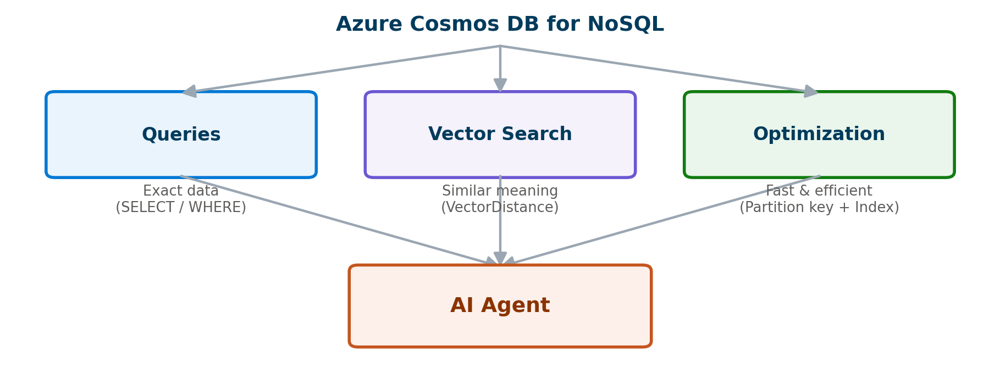 Azure Cosmos DB for NoSQL
Queries
Vector Search
Optimization
Exact data
(SELECT / WHERE)
Similar meaning
(VectorDistance)
Fast & efficient
(Partition key + Index)
AI Agent